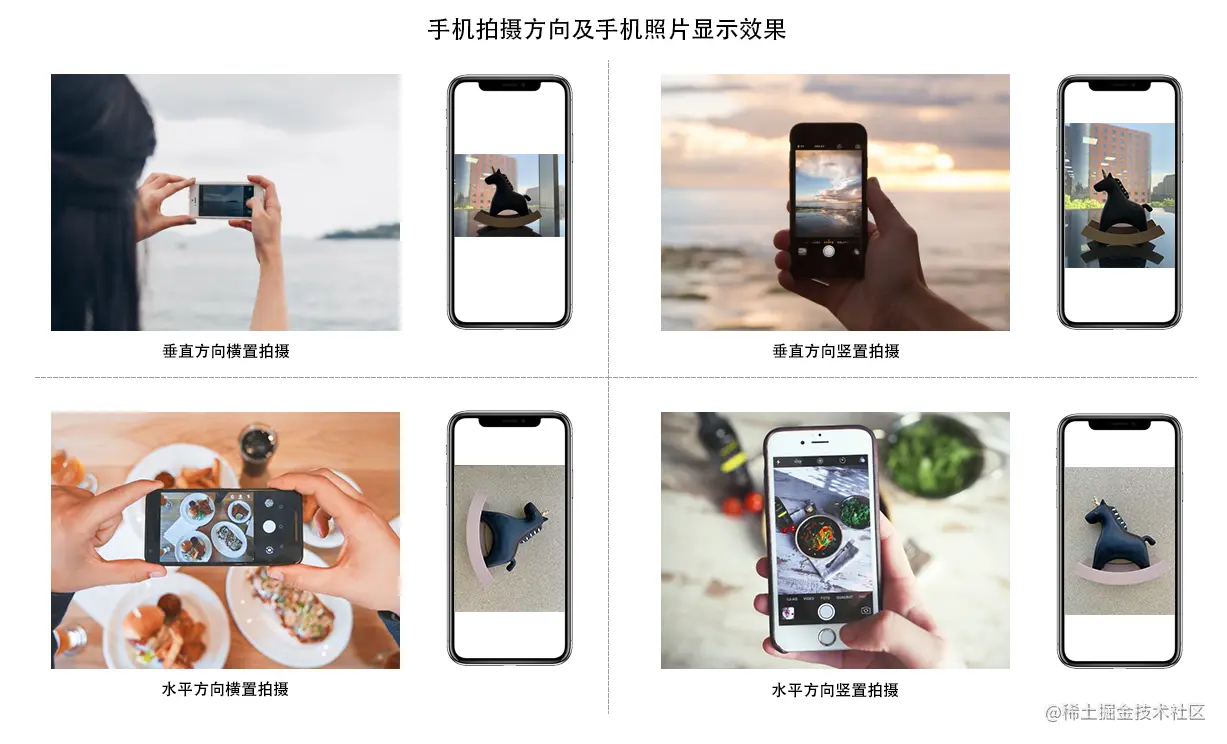 手机拍摄方向及手机照片显示效果
垂直方向横置拍摄
垂直方向竖置拍摄
水平方向横置拍摄
水平方向竖置拍摄
@稀土掘金技术社区